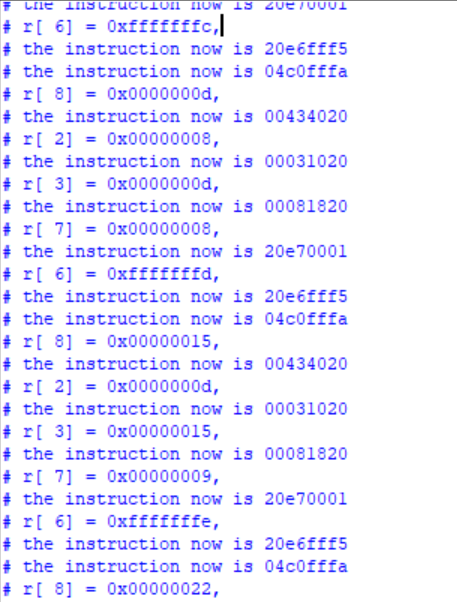 # the instruction now is 20e70001
# r[ 6] = 0xfffffffc,
# the instruction now is 20e6fff5
# the instruction now is 04c0fffa
# r[ 8] = 0x0000000d,
# the instruction now is 00434020
# r[ 2] = 0x00000008,
# the instruction now is 00031020
# r[ 3] = 0x0000000d,
# the instruction now is 00081820
# r[ 7] = 0x00000008,
# the instruction now is 20e70001
# r[ 6] = 0xfffffffd,
# the instruction now is 20e6fff5
# the instruction now is 04c0fffa
# r[ 8] = 0x00000015,
# the instruction now is 00434020
# r[ 2] = 0x0000000d,
# the instruction now is 00031020
# r[ 3] = 0x00000015,
# the instruction now is 00081820
# r[ 7] = 0x00000009,
# the instruction now is 20e70001
# r[ 6] = 0xfffffffe,
# the instruction now is 20e6fff5
# the instruction now is 04c0fffa
# r[ 8] = 0x00000022,